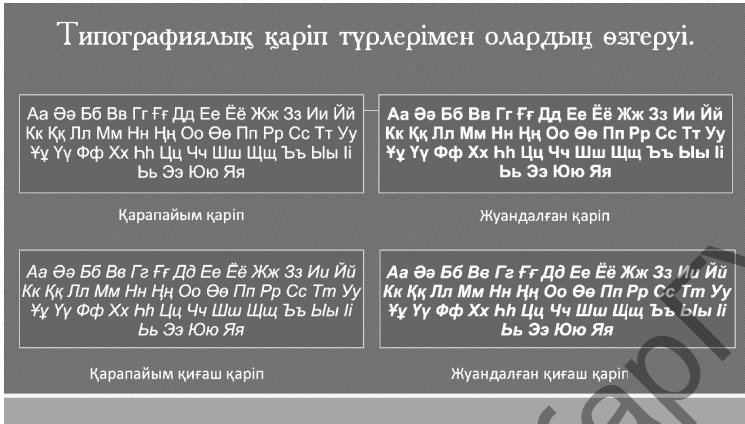 Типографиялық қаріп түрлерімен олардың өзгеруі.
Аа Әә Бб Вв Гг Ғғ Дд Ее Ёё Жж Зз Ии Йй
Кк Ққ Лл Мм Нн Ңң Оо Өө Пп Рр Сс Тт Уу
Ұұ Үү Фф Хх Һһ Цц Чч Шш Щщ Ъъ Ыы Іі
Ьь Ээ Юю Яя
Қарапайым қаріп
Аа Әә Бб Вв Гг Ғғ Дд Ее Ёё Жж Зз Ии Йй
Кк Ққ Лл Мм Нн Ңң Оо Өө Пп Рр Сс Тт Уу
Ұұ Үү Фф Хх Һһ Цц Чч Шш Щщ Ъъ Ыы Іі
Ьь Ээ Юю Яя
Жуандалған қаріп
Аа Әә Бб Вв Гг Ғғ Дд Ее Ёё Жж Зз Ии Йй
Кк Ққ Лл Мм Нн Ңң Оо Өө Пп Рр Сс Тт Уу
Ұұ Үү Фф Хх Һһ Цц Чч Шш Щщ Ъъ Ыы Іі
Ьь Ээ Юю Яя
Қарапайым қиғаш қаріп
Аа Әә Бб Вв Гг Ғғ Дд Ее Ёё Жж Зз Ии Йй
Кк Ққ Лл Мм Нн Ңң Оо Өө Пп Рр Сс Тт Уу
Ұұ Үү Фф Хх Һһ Цц Чч Шш Щщ Ъъ Ыы Іі
Ьь Ээ Юю Яя
Жуандалған қиғаш қаріп